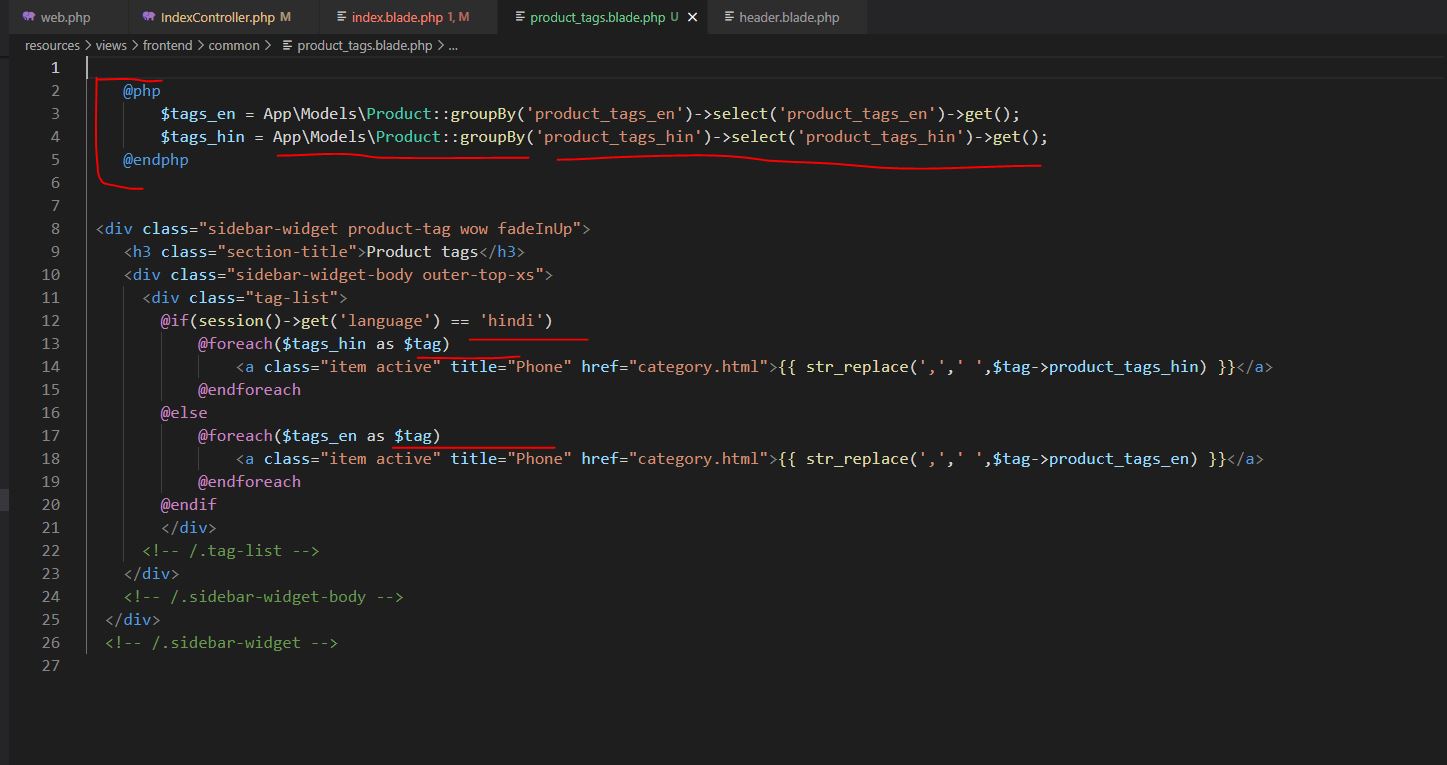 web.php IndexController.php M index.blade.php 1, M product_tags.blade.php U × header.blade.php
resources > views > frontend > common > product_tags.blade.php > ...
1
2 @php
3 $tags_en = App\Models\Product::groupBy('product_tags_en')->select('product_tags_en')->get();
4 $tags_hin = App\Models\Product::groupBy('product_tags_hin')->select('product_tags_hin')->get();
5 @endphp
6
7
8 <div class="sidebar-widget product-tag wow fadeInUp">
9 <h3 class="section-title">Product tags</h3>
10 <div class="sidebar-widget-body outer-top-xs">
11 <div class="tag-list">
12 @if(session()->get('language') == 'hindi')
13 @foreach($tags_hin as $tag)
14 <a class="item active" title="Phone" href="category.html">{{ str_replace(',',' ',$tag->product_tags_hin) }}</a>
15 @endforeach
16 @else
17 @foreach($tags_en as $tag)
18 <a class="item active" title="Phone" href="category.html">{{ str_replace(',',' ',$tag->product_tags_en) }}</a>
19 @endforeach
20 @endif
21 </div>
22 <!-- /.tag-list -->
23 </div>
24 <!-- /.sidebar-widget-body -->
25 </div>
26 <!-- /.sidebar-widget -->
27